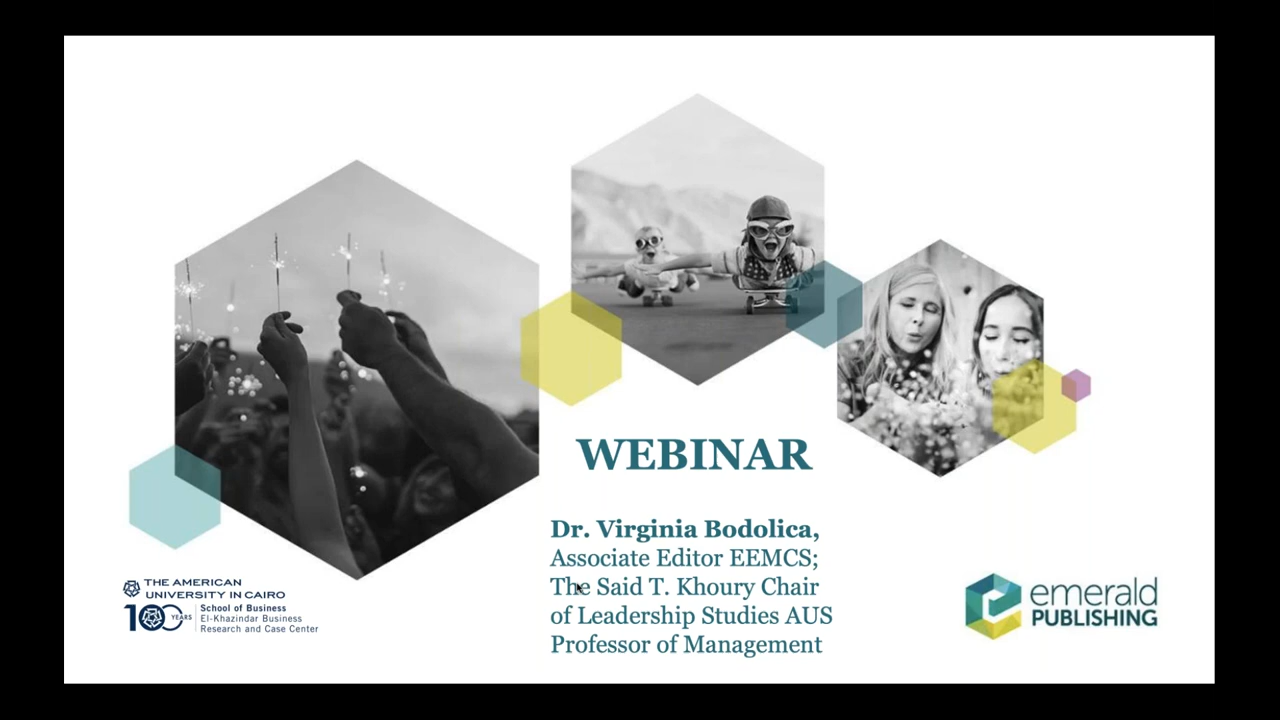 WEBINAR
Dr. Virginia Bodolica,
Associate Editor EEMCS;
The Said T. Khoury Chair
of Leadership Studies AUS
Professor of Management
THE AMERICAN
UNIVERSITY IN CAIRO
100 YEARS
School of Business
El-Khazindar Business
Research and Case Center
emerald
PUBLISHING